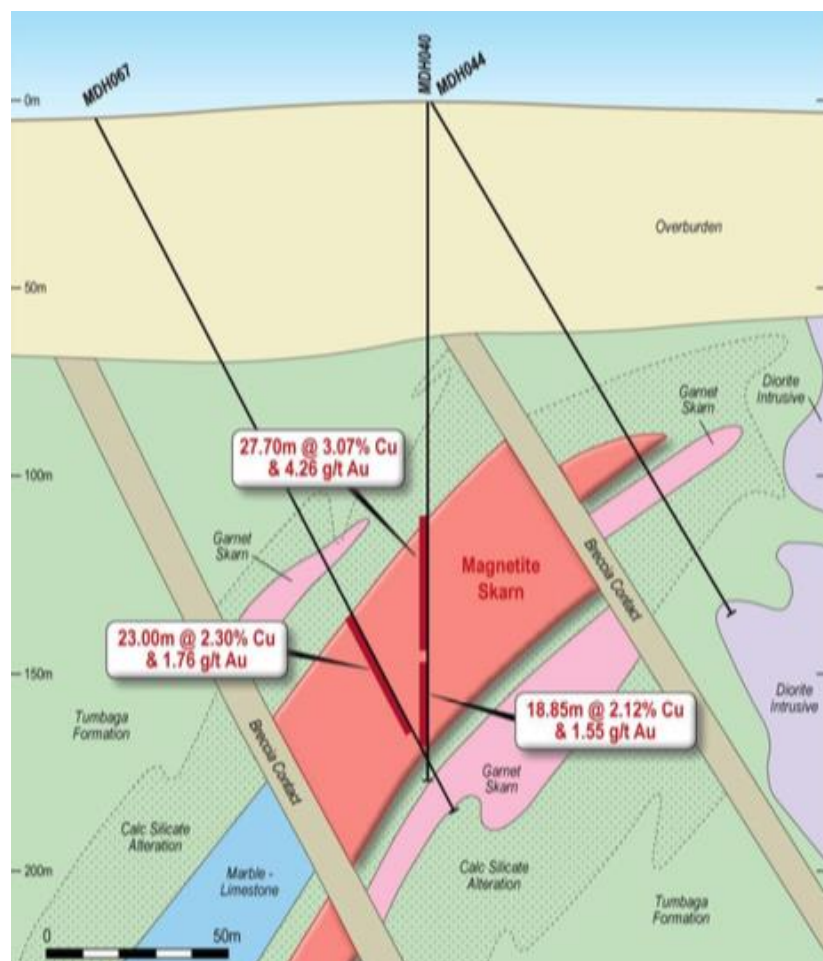 MDH067
MDH040
MDH044
0m
Overburden
50m
Garnet
Skarn
Diorite
Intrusive
27.70m @ 3.07% Cu
& 4.26 g/t Au
100m
Garnet
Skarn
Magnetite
Skarn
Breccia Contact
23.00m @ 2.30% Cu
& 1.76 g/t Au
150m
18.85m @ 2.12% Cu
& 1.55 g/t Au
Diorite
Intrusive
Tumbaga
Formation
Breccia Contact
Garnet
Skarn
Calc Silicate
Alteration
200m
Marble -
Limestone
Calc Silicate
Alteration
Tumbaga
Formation
0
50m